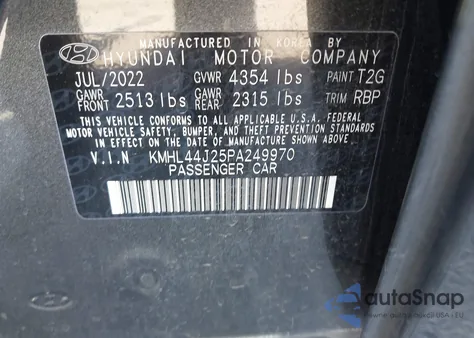 MANUFACTURED IN KOREA BY
HYUNDAI MOTOR COMPANY
JUL/2022 GVWR 4354 lbs PAINT T2G
GAWR FRONT 2513 lbs GAWR REAR 2315 lbs TRIM RBP
THIS VEHICLE CONFORMS TO ALL APPLICABLE U.S.A. FEDERAL
MOTOR VEHICLE SAFETY, BUMPER, AND THEFT PREVENTION STANDARDS
IN EFFECT ON THE DATE OF MANUFACTURE SHOWN ABOVE.
V.I.N KMHL44J25PA249970
PASSENGER CAR
autoSnap